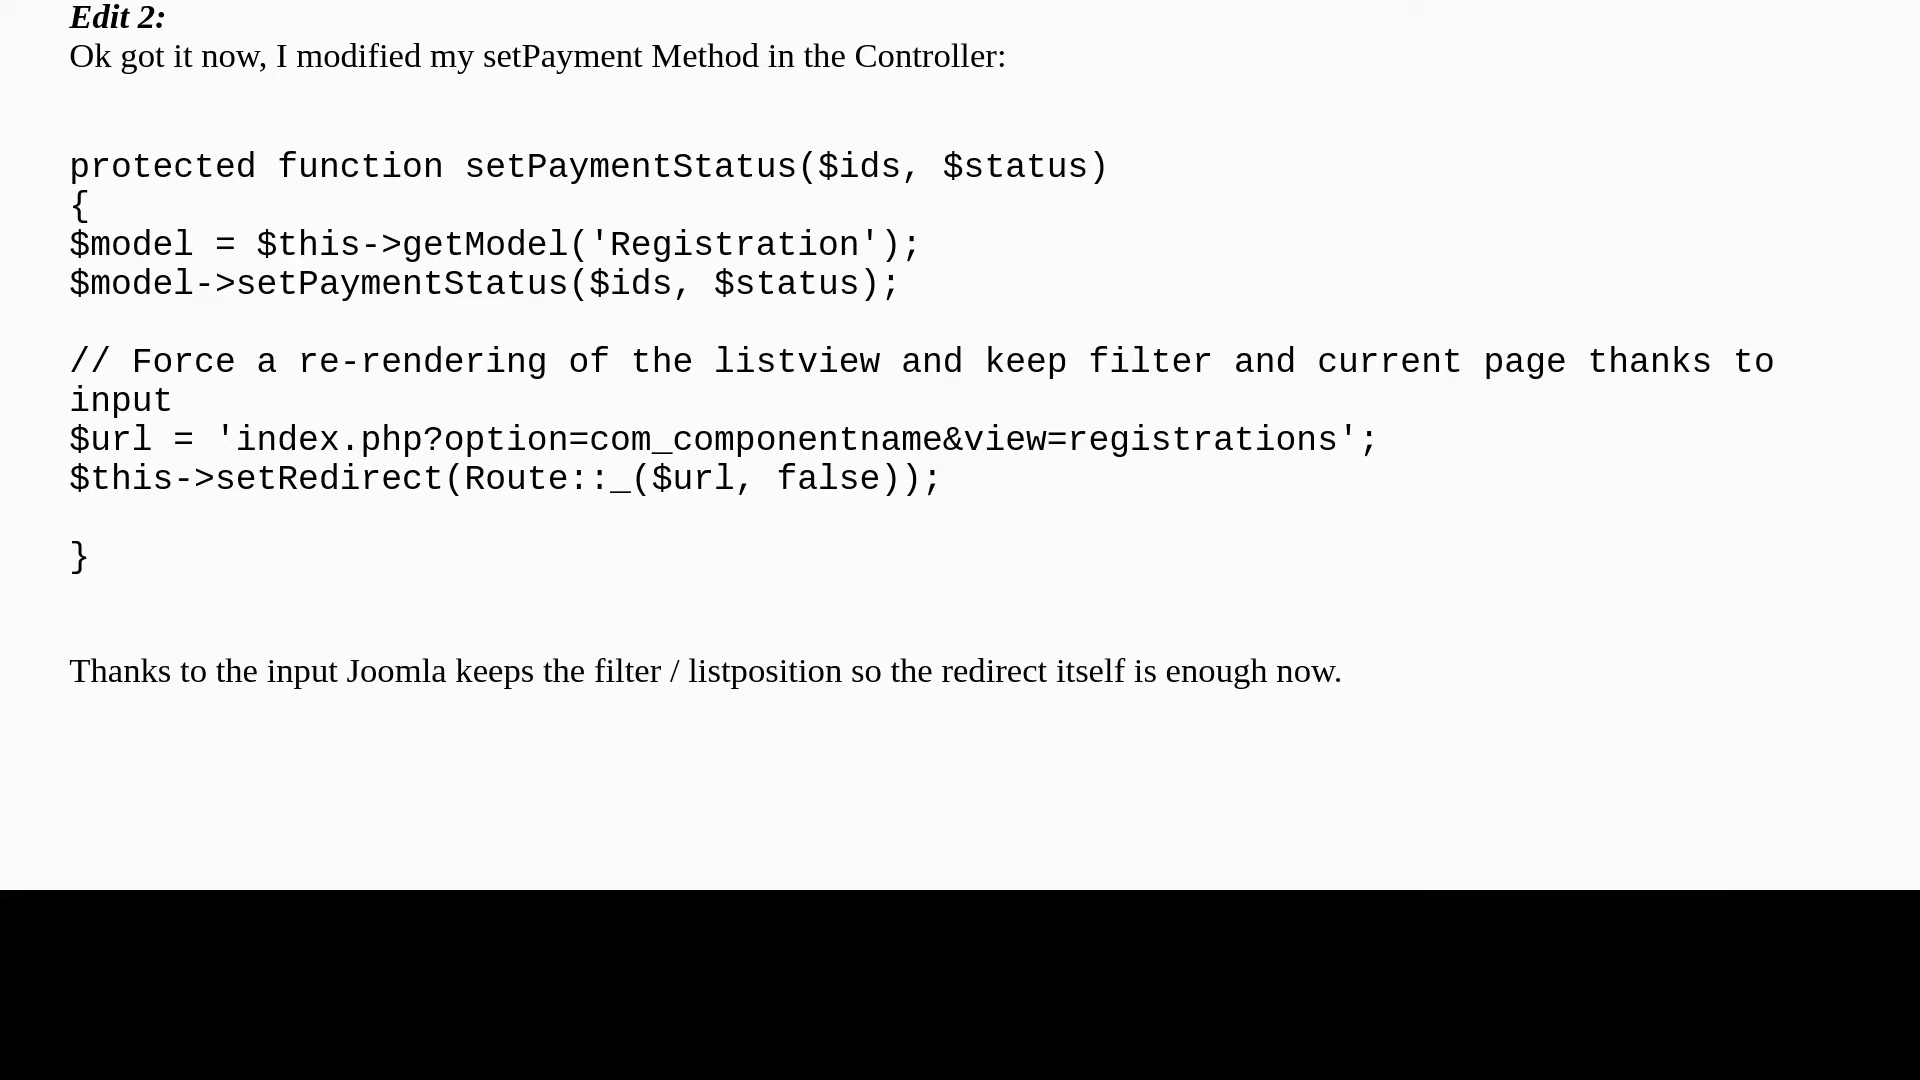 Edit 2:
Ok got it now, I modified my setPayment Method in the Controller:
protected function setPaymentStatus($ids, $status)
{
$model = $this->getModel('Registration');
$model->setPaymentStatus($ids, $status);
// Force a re-rendering of the listview and keep filter and current page thanks to
input
$url = 'index.php?option=com_componentname&view=registrations';
$this->setRedirect(Route::_($url, false));
}
Thanks to the input Joomla keeps the filter / listposition so the redirect itself is enough now.